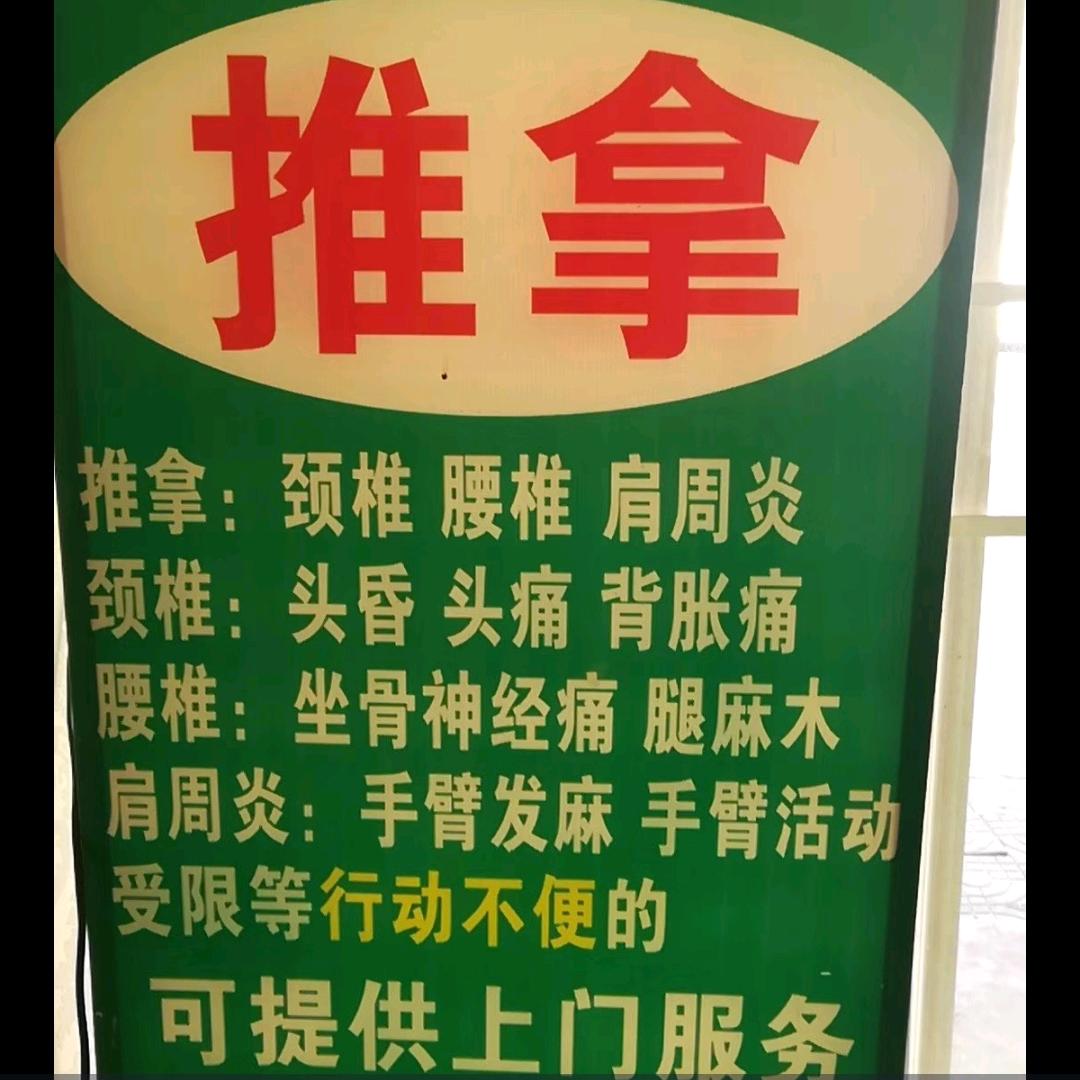 推拿
推拿：颈椎 腰椎 肩周炎
颈椎：头昏 头痛 背胀痛
腰椎：坐骨神经痛 腿麻木
肩周炎：手臂发麻 手臂活动
受限等行动不便的
可提供上门服务